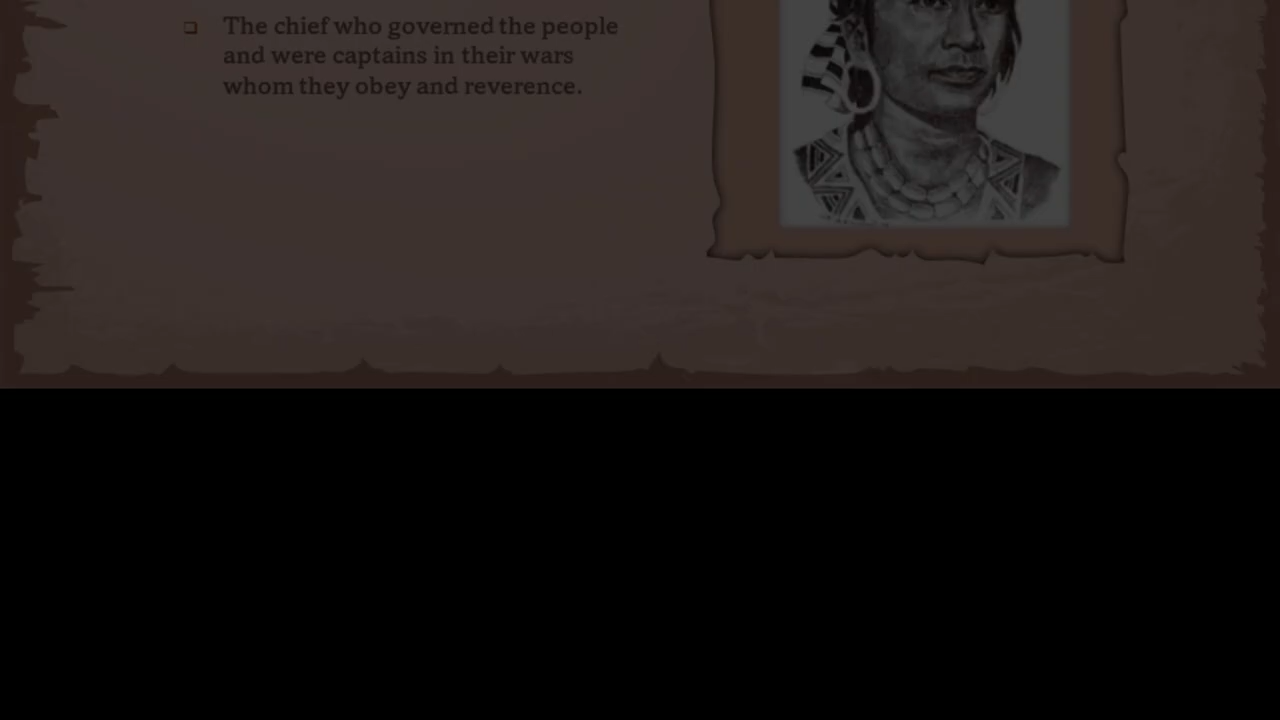 The chief who governed the people
and were captains in their wars
whom they obey and reverence.